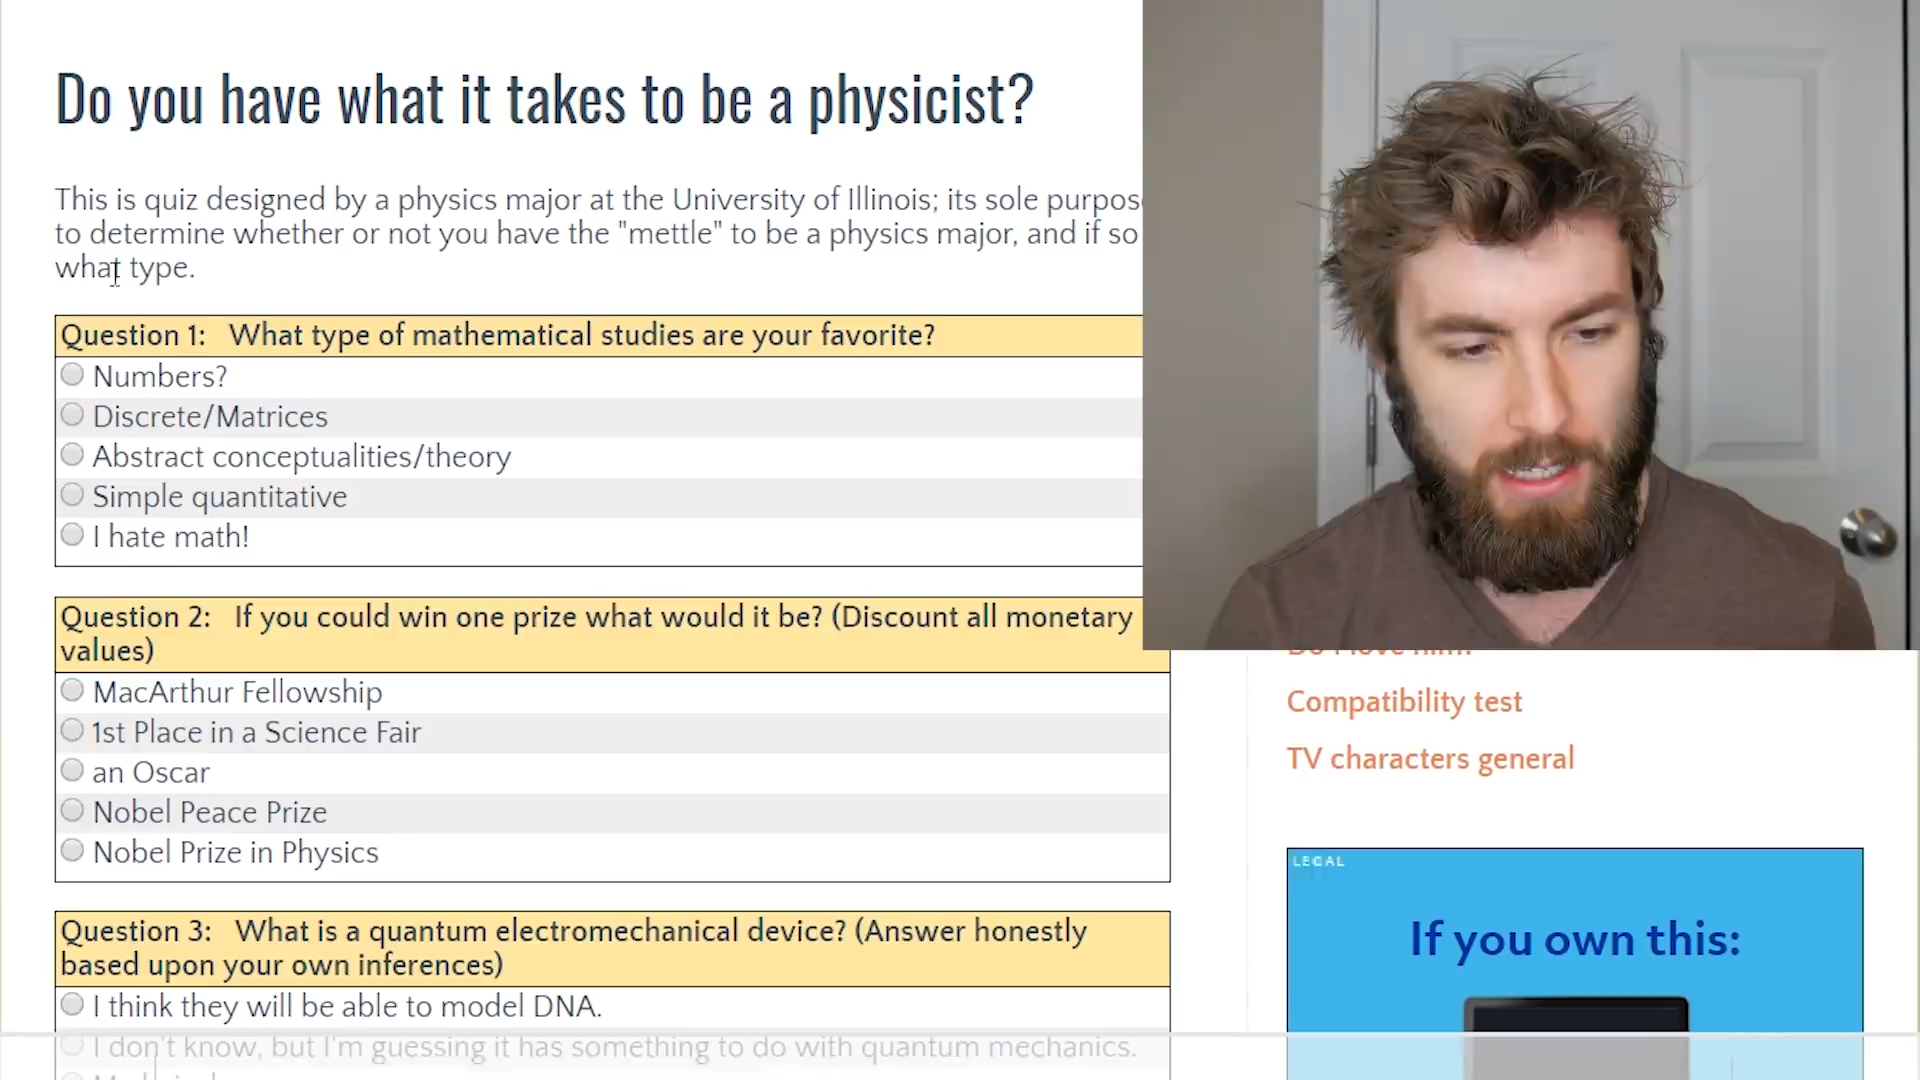 Do you have what it takes to be a physicist?
This is quiz designed by a physics major at the University of Illinois; its sole
to determine whether or not you have the "mettle" to be a physics major, and if so
what type.
Question 1: What type of mathematical studies are your favorite?
Numbers?
Discrete/Matrices
Abstract conceptualities/theory
Simple quantitative
I hate math!
Question 2: If you could win one prize what would it be? (Discount all monetary
values)
MacArthur Fellowship
1st Place in a Science Fair
an Oscar
Nobel Peace Prize
Nobel Prize in Physics
Question 3: What is a quantum electromechanical device? (Answer honestly
based upon your own inferences)
I think they will be able to model DNA.
I don't know, but I'm guessing it has something to do with quantum mechanics.
Compatibility test
TV characters general
LEGAL
If you own this: